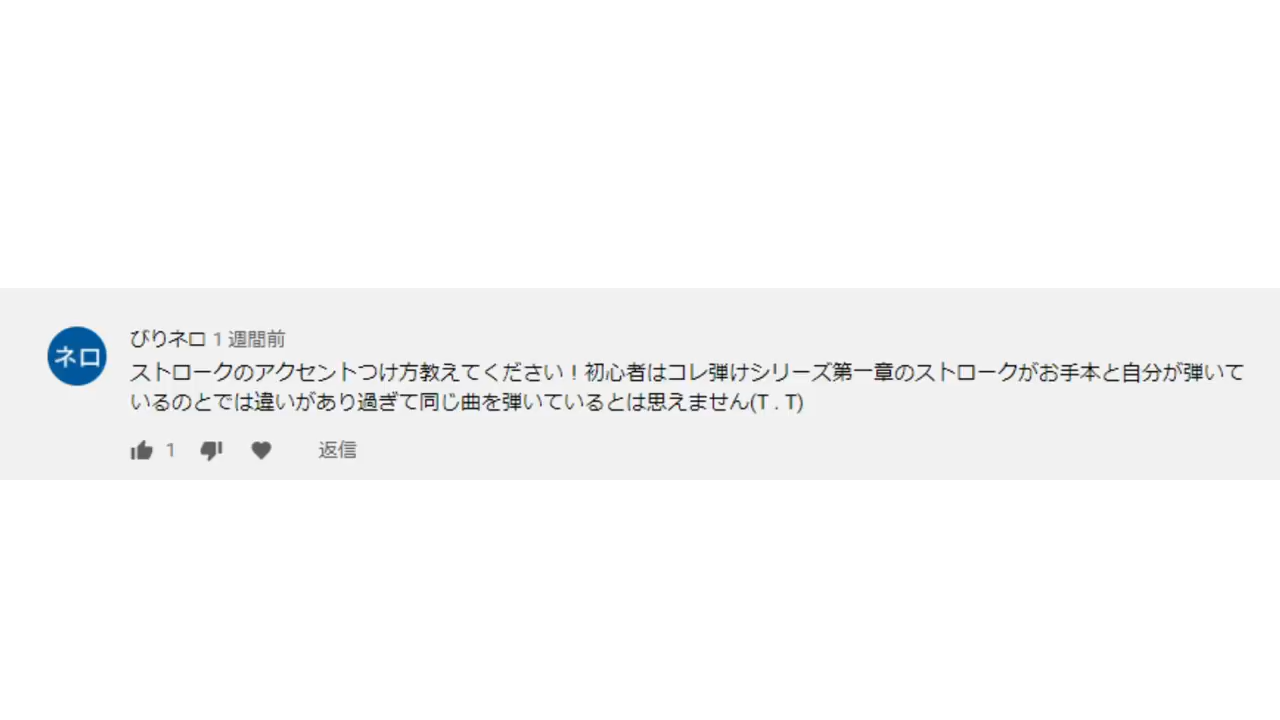 ネロ
びりネロ 1 週間前
ストロークのアクセントつけ方教えてください！初心者はコレ弾けシリーズ第一章のストロークがお手本と自分が弾いて
いるのとでは違いがあり過ぎて同じ曲を弾いているとは思えません(T . T)
1 返信